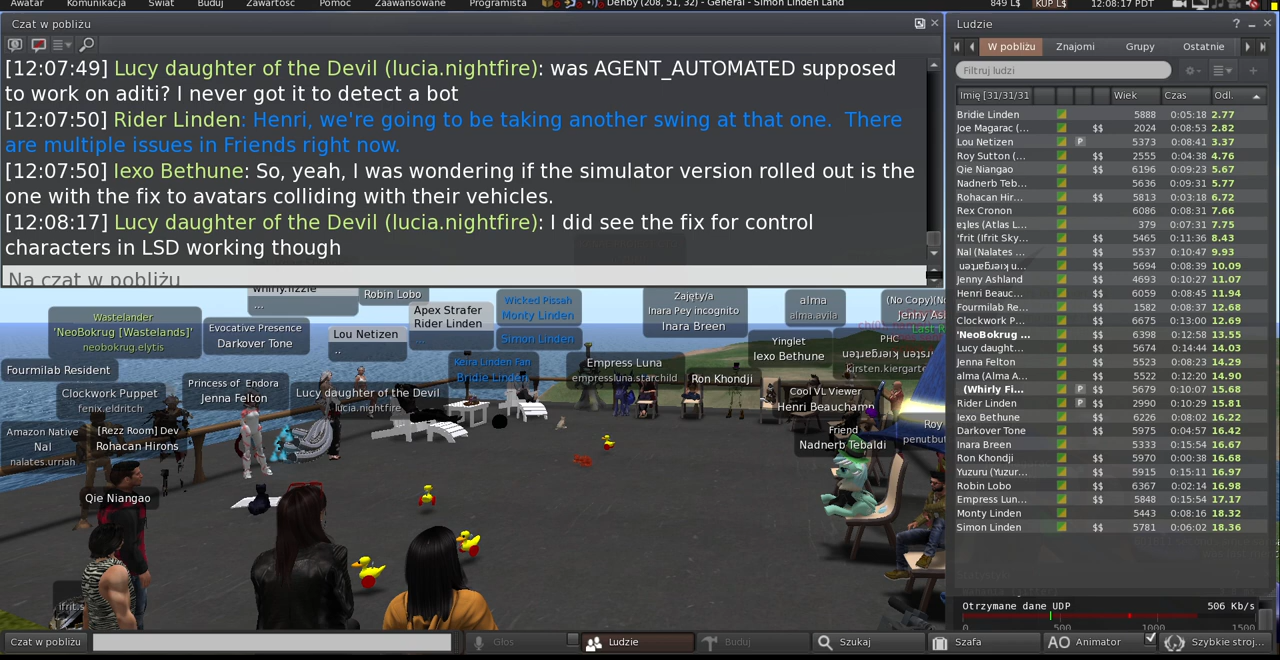 Awatar Komunikacja Świat Buduj Zawartość Pomoc Zaawansowane Programista Denby (208, 51, 32) - General - Simon Linden Land 849 L$ KUP L$ 12:08:17 PDT
Czat w pobliżu
[12:07:49] Lucy daughter of the Devil (lucia.nightfire): was AGENT_AUTOMATED supposed
to work on aditi? I never got it to detect a bot
[12:07:50] Rider Linden: Henri, we're going to be taking another swing at that one. There
are multiple issues in Friends right now.
[12:07:50] Iexo Bethune: So, yeah, I was wondering if the simulator version rolled out is the
one with the fix to avatars colliding with their vehicles.
[12:08:17] Lucy daughter of the Devil (lucia.nightfire): I did see the fix for control
characters in LSD working though
Na czat w pobliżu
whirly.fizzle
...
Robin Lobo
Apex Strafer
Rider Linden
...
Wicked Pissah
Monty Linden
Simon Linden
Zajęty/a
Inara Pey incognito
Inara Breen
alma
alma.avila
(No Copy)(No
Jenny Ash
Wastelander
'NeoBokrug [Wastelands]'
neobokrug.elytis
Evocative Presence
Darkover Tone
Lou Netizen
..
Keira Linden Fan
Bridie Linden
Empress Luna
empressluna.starchild
Yinglet
Iexo Bethune
kirsten.kiergarte
Fourmilab Resident
Clockwork Puppet
fenix.eldritch
Princess of Endora
Jenna Felton
Lucy daughter of the Devil
lucia.nightfire
Ron Khondji
Cool VL Viewer
Henri Beauchamp
Amazon Native
Nal
nalates.urriah
[Rezz Room] Dev
Rohacan Hirons
Friend
Nadnerb Tebaldi
Roy
penutbut
Qie Niangao
ifrit.s
Ludzie
W pobliżu Znajomi Grupy Ostatnie
Filtruj ludzi
Imię [31/31/31 Wiek Czas Odl.
Bridie Linden 5888 0:05:18 2.77
Joe Magarac (... $$ 2024 0:08:53 2.82
Lou Netizen P 5373 0:08:41 3.37
Roy Sutton (... $$ 2555 0:04:38 4.76
Qie Niangao $$ 6196 0:09:23 5.67
Nadnerb Teb... 5636 0:09:31 5.77
Rohacan Hir... $$ 5813 0:03:18 6.72
Rex Cronon 6086 0:08:31 7.66
(Atlas L... 379 0:07:31 7.75
'frit (Ifrit Sky... $$ 5465 0:11:36 8.43
Nal (Nalates ... $$ 5537 0:10:47 9.93
$$ 5694 0:08:39 10.09
Jenny Ashland 4693 0:10:27 11.07
Henri Beauc... $$ 6059 0:08:45 11.94
Fourmilab Re... $$ 1582 0:08:37 12.68
Clockwork P... $$ 6675 0:13:00 12.69
'NeoBokrug ... $$ 6398 0:12:58 13.55
Lucy daught... $$ 5674 0:14:44 14.03
Jenna Felton $$ 5523 0:08:23 14.29
alma (Alma A... $$ 5522 0:12:20 14.90
(Whirly Fi... P $$ 5679 0:10:07 15.68
Rider Linden P $$ 2990 0:10:29 15.81
Iexo Bethune $$ 6226 0:08:02 16.22
Darkover Tone $$ 5975 0:04:57 16.42
Inara Breen 5333 0:15:54 16.67
Ron Khondji $$ 5970 0:00:38 16.68
Yuzuru (Yuzur... $$ 5915 0:15:11 16.97
Robin Lobo $$ 6367 0:02:14 16.98
Empress Lun... $$ 5848 0:15:54 17.17
Monty Linden 5443 0:08:16 18.32
Simon Linden $$ 5781 0:06:02 18.36
Otrzymane dane UDP 506 Kb/s
0 500 1000 1500
Czat w pobliżu Głos Ludzie Buduj Szukaj Szafa AO Animator Szybkie stroj...